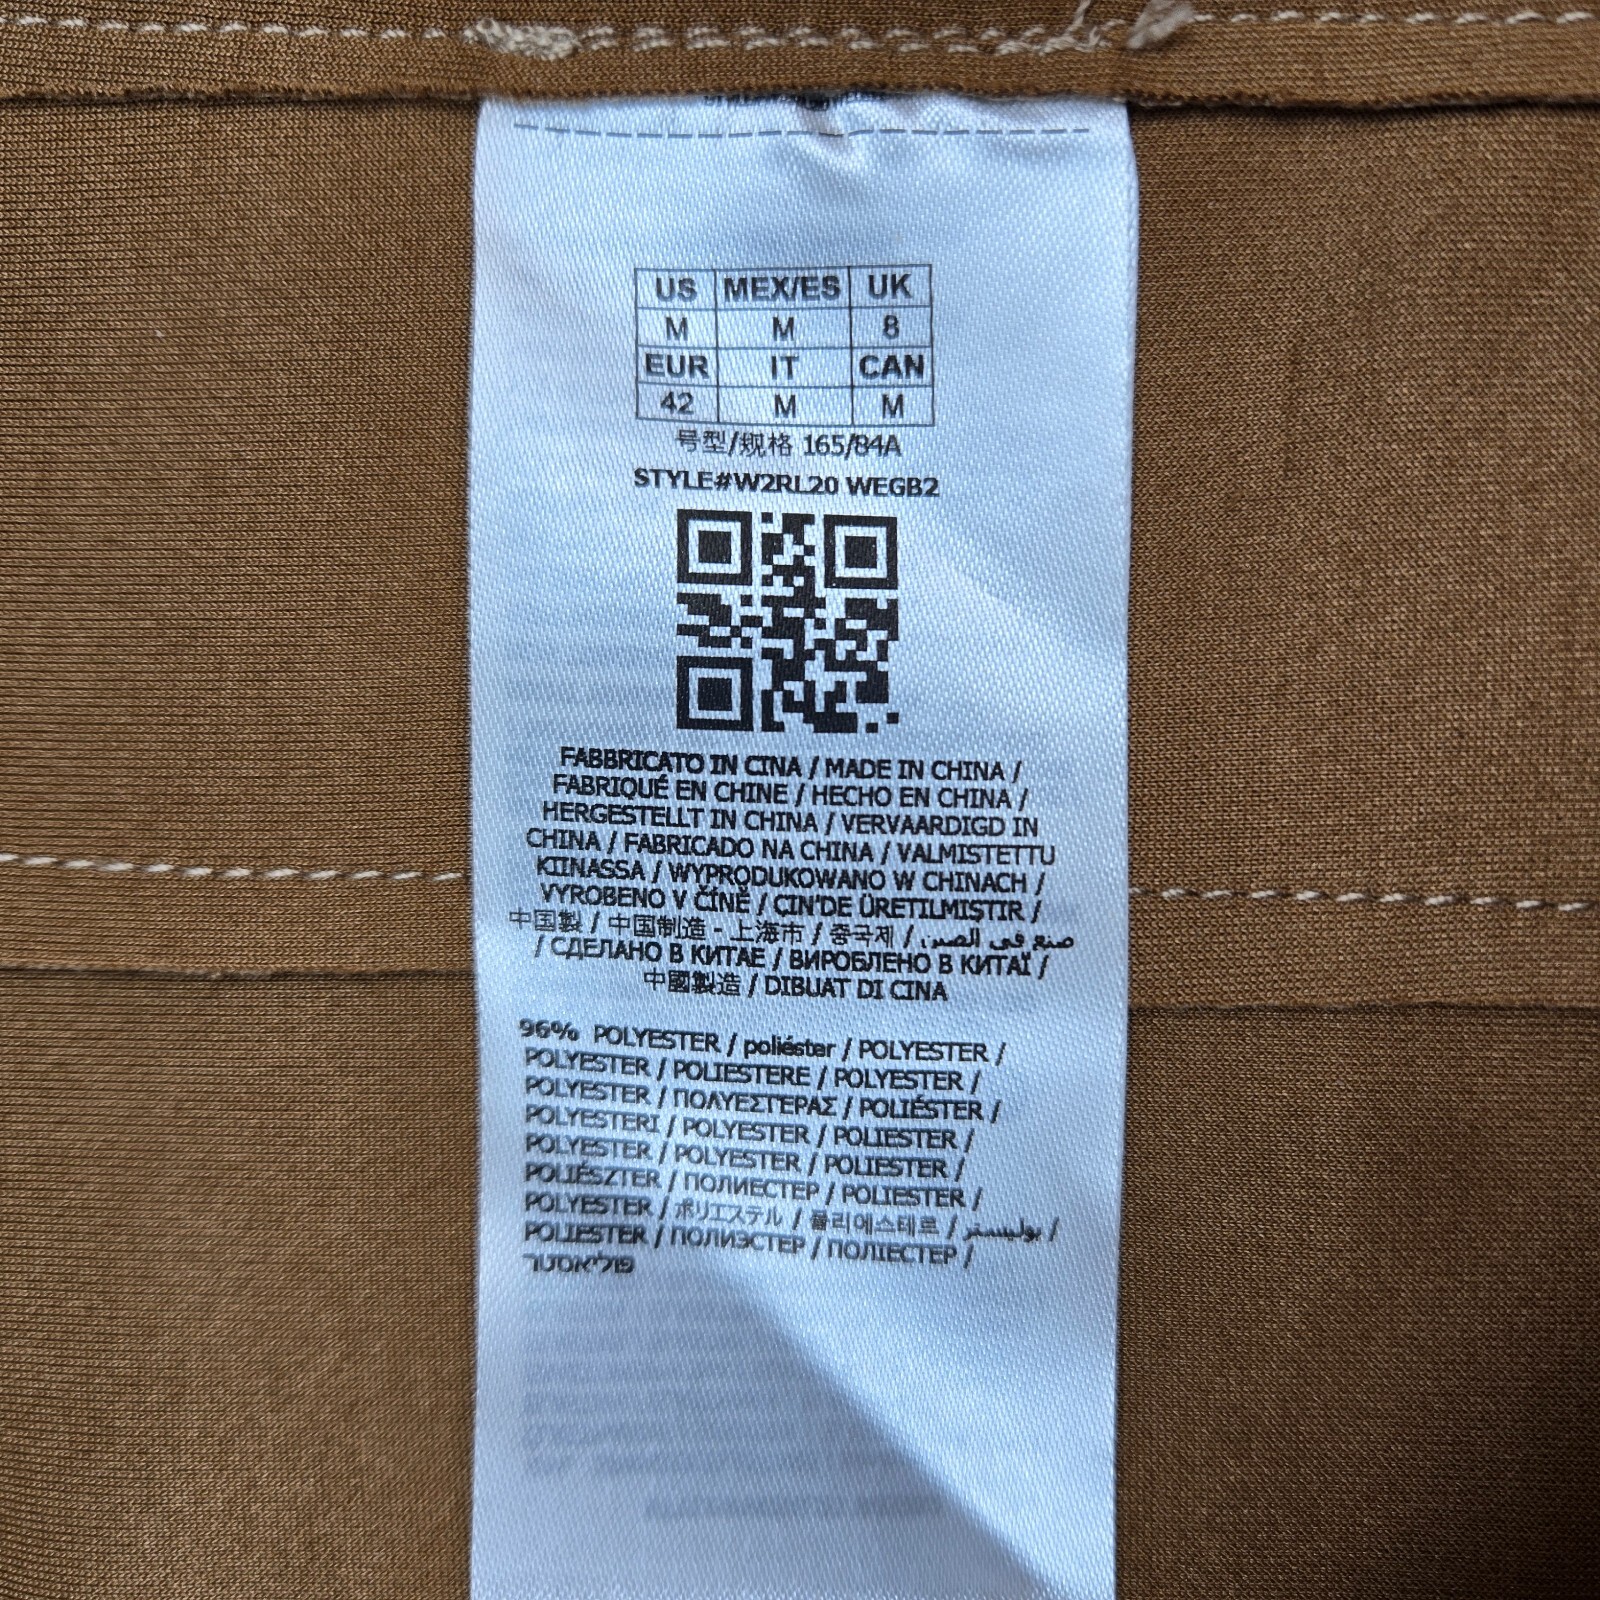 US MEX/ES UK
M M 8
EUR IT CAN
42 M M
号型/规格 165/84A
STYLE#W2RL20 WEGB2
FABBRICATO IN CINA / MADE IN CHINA /
FABRIQUÉ EN CHINE / HECHO EN CHINA /
HERGESTELLT IN CHINA / VERVAARDIGD IN
CHINA / FABRICADO NA CHINA / VALMISTETTU
KIINASSA / WYPRODUKOWANO W CHINACH /
VYROBENO V ČÍNĚ / ÇIN'DE ÜRETILMIŞTIR /
中国製 / 中国制造 - 上海市 / 중국제 / صنع في الصين
/ СДЕЛАНО В КИТАЕ / ВИРОБЛЕНО В КИТАЇ /
中國製造 / DIBUAT DI CINA
96% POLYESTER / poliéster / POLYESTER /
POLYESTER / POLIESTERE / POLYESTER /
POLYESTER / ΠΟΛΥΕΣΤΕΡΑΣ / POLIÉSTER /
POLYESTERI / POLYESTER / POLIESTER /
POLYESTER / POLYESTER / POLIESTER /
POLIÉSZTER / ПОЛИЕСТЕР / POLIESTER /
POLYESTER / ポリエステル / 폴리에스테르 / بوليستر /
POLIESTER / ПОЛИЭСТЕР / ПОЛІЕСТЕР /
פוליאסטר